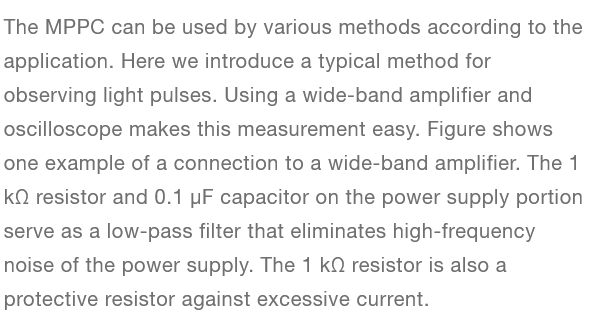 The MPPC can be used by various methods according to the
application. Here we introduce a typical method for
observing light pulses. Using a wide-band amplifier and
oscilloscope makes this measurement easy. Figure shows
one example of a connection to a wide-band amplifier. The 1
kΩ resistor and 0.1 μF capacitor on the power supply portion
serve as a low-pass filter that eliminates high-frequency
noise of the power supply. The 1 kΩ resistor is also a
protective resistor against excessive current.